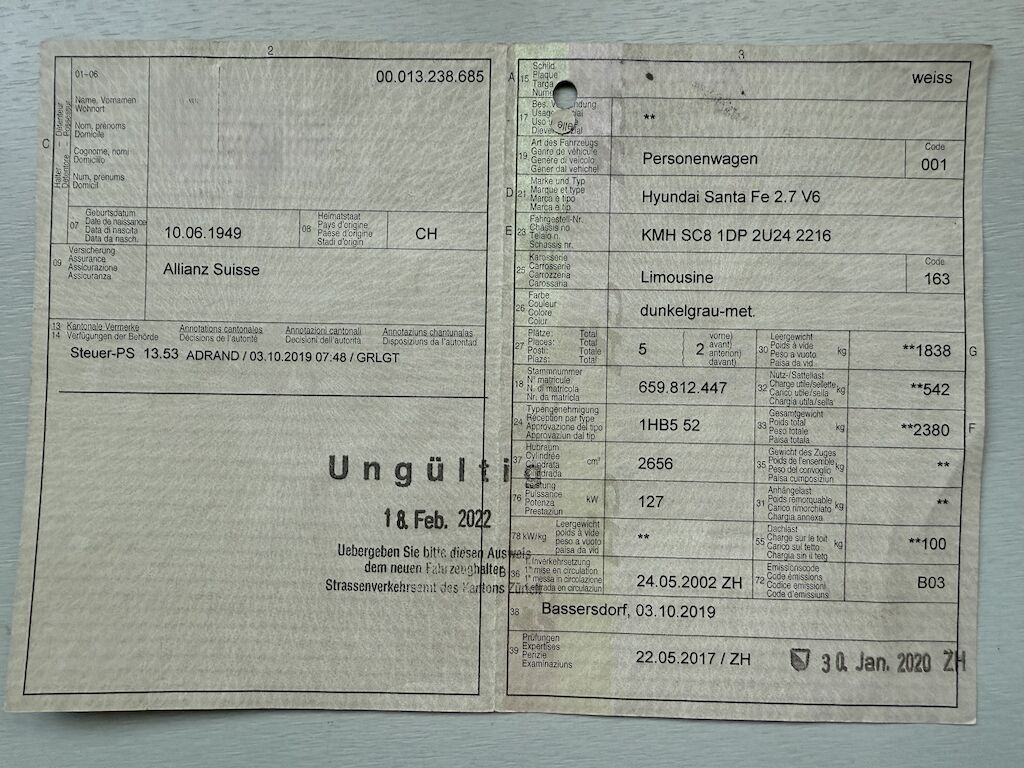 2
01–06
00.013.238.685
Halter – Détenteur
Detentore – Possessur
Name, Vornamen
Wohnort
Nom, prénoms
Domicile
Cognome, nomi
Domicilio
Num, prenums
Domicil
C
07
Geburtsdatum
Date de naissance
Data di nascita
Data da nasch.
10.06.1949
08
Heimatstaat
Pays d'origine
Paese d'origine
Stadi d'origin
CH
09
Versicherung
Assurance
Assicurazione
Assicuranza
Allianz Suisse
13 Kantonale Vermerke Annotations cantonales Annotazioni cantonali Annotaziuns chantunalas
14 Verfügungen der Behörde Décisions de l'autorité Decisioni dell'autorità Disposiziuns da l'autoritad
Steuer-PS 13.53 ADRAND / 03.10.2019 07:48 / GRLGT
Ungültig
18. Feb. 2022
Uebergeben Sie bitte diesen Ausweis
dem neuen Fahrzeughalter
Strassenverkehrsamt des Kantons Zürich
3
A
15
Schild
Plaque
Targa
weiss
17
**
19
Art des Fahrzeugs
Genre de véhicule
Genere di veicolo
Gener dal vehichel
Personenwagen
Code
001
D
21
Marke und Typ
Marque et type
Marca e tipo
Marca e tip
Hyundai Santa Fe 2.7 V6
E
23
Fahrgestell-Nr.
Châssis no
Telaio n.
Schassis nr.
KMH SC8 1DP 2U24 2216
25
Karosserie
Carrosserie
Carrozzeria
Carossaria
Limousine
Code
163
26
Farbe
Couleur
Colore
Colur
dunkelgrau-met.
27
Plätze: Total
Places: Total
Posti: Totale
Plazs: Total
5
2
vorne)
avant)
anteriori)
davant)
30
Leergewicht
Poids à vide
Peso a vuoto
Paisa da vid
kg
**1838
G
18
Stammnummer
N° matricule
N. di matricola
Nr. da matricla
659.812.447
32
Nutz-/Sattellast
Charge utile/sellette
Carico utile/sella
Chargia utila/sella
kg
**542
24
Typengenehmigung
Réception par type
Approvazione del tipo
Approvaziun dal tip
1HB5 52
33
Gesamtgewicht
Poids total
Peso totale
Paisa totala
kg
**2380
F
37
Hubraum
Cylindrée
Cilindrata
cm³
2656
35
Gewicht des Zuges
Poids de l'ensemble
Peso del convoglio
Paisa cumposiziun
kg
**
76
Leistung
Puissance
Potenza
Prestaziun
kW
127
31
Anhängelast
Poids remorquable
Carico rimorchiato
Chargia annexa
kg
**
78 kW/kg
Leergewicht
poids à vide
peso a vuoto
paisa da vid
**
55
Dachlast
Charge sur le toit
Carico sul tetto
Chargia sin il tetg
kg
**100
B
36
1. Inverkehrsetzung
1re mise en circulation
1a messa in circolazione
24.05.2002 ZH
72
Emissionscode
Code émissions
Codice emissioni
Code d'emissiuns
B03
38
Bassersdorf, 03.10.2019
39
Prüfungen
Expertises
Perizie
Examinaziuns
22.05.2017 / ZH
30. Jan. 2020 ZH